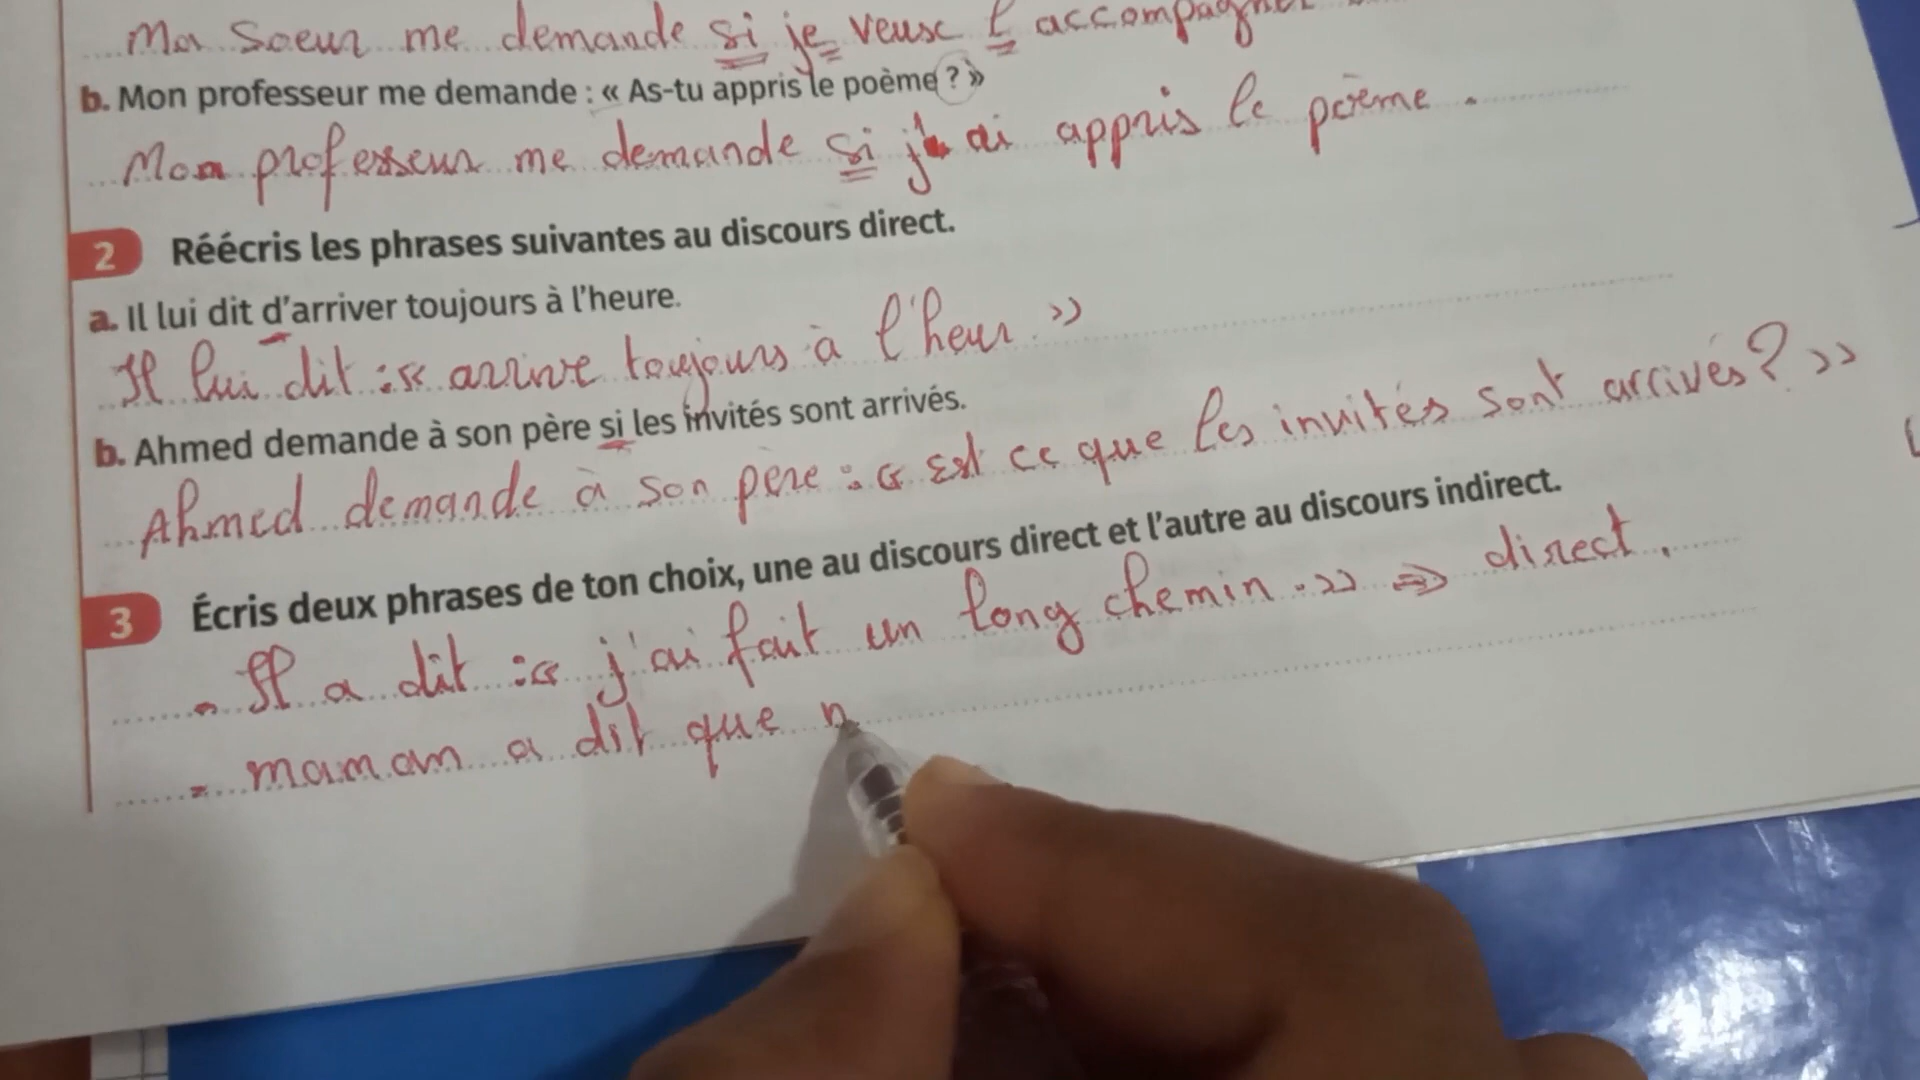 Ma soeur me demande si je veux l'accompagner
b. Mon professeur me demande : « As-tu appris le poème ? »
Mon professeur me demande si j'ai appris le poème.
2 Réécris les phrases suivantes au discours direct.
a. Il lui dit d'arriver toujours à l'heure.
Il lui dit : « arrive toujours à l'heur »
b. Ahmed demande à son père si les invités sont arrivés.
Ahmed demande à son père : « Est ce que les invités sont arrivés? »
3 Écris deux phrases de ton choix, une au discours direct et l'autre au discours indirect.
- Il a dit : « j'ai fait un long chemin. » ⇒ direct.
- maman a dit que n